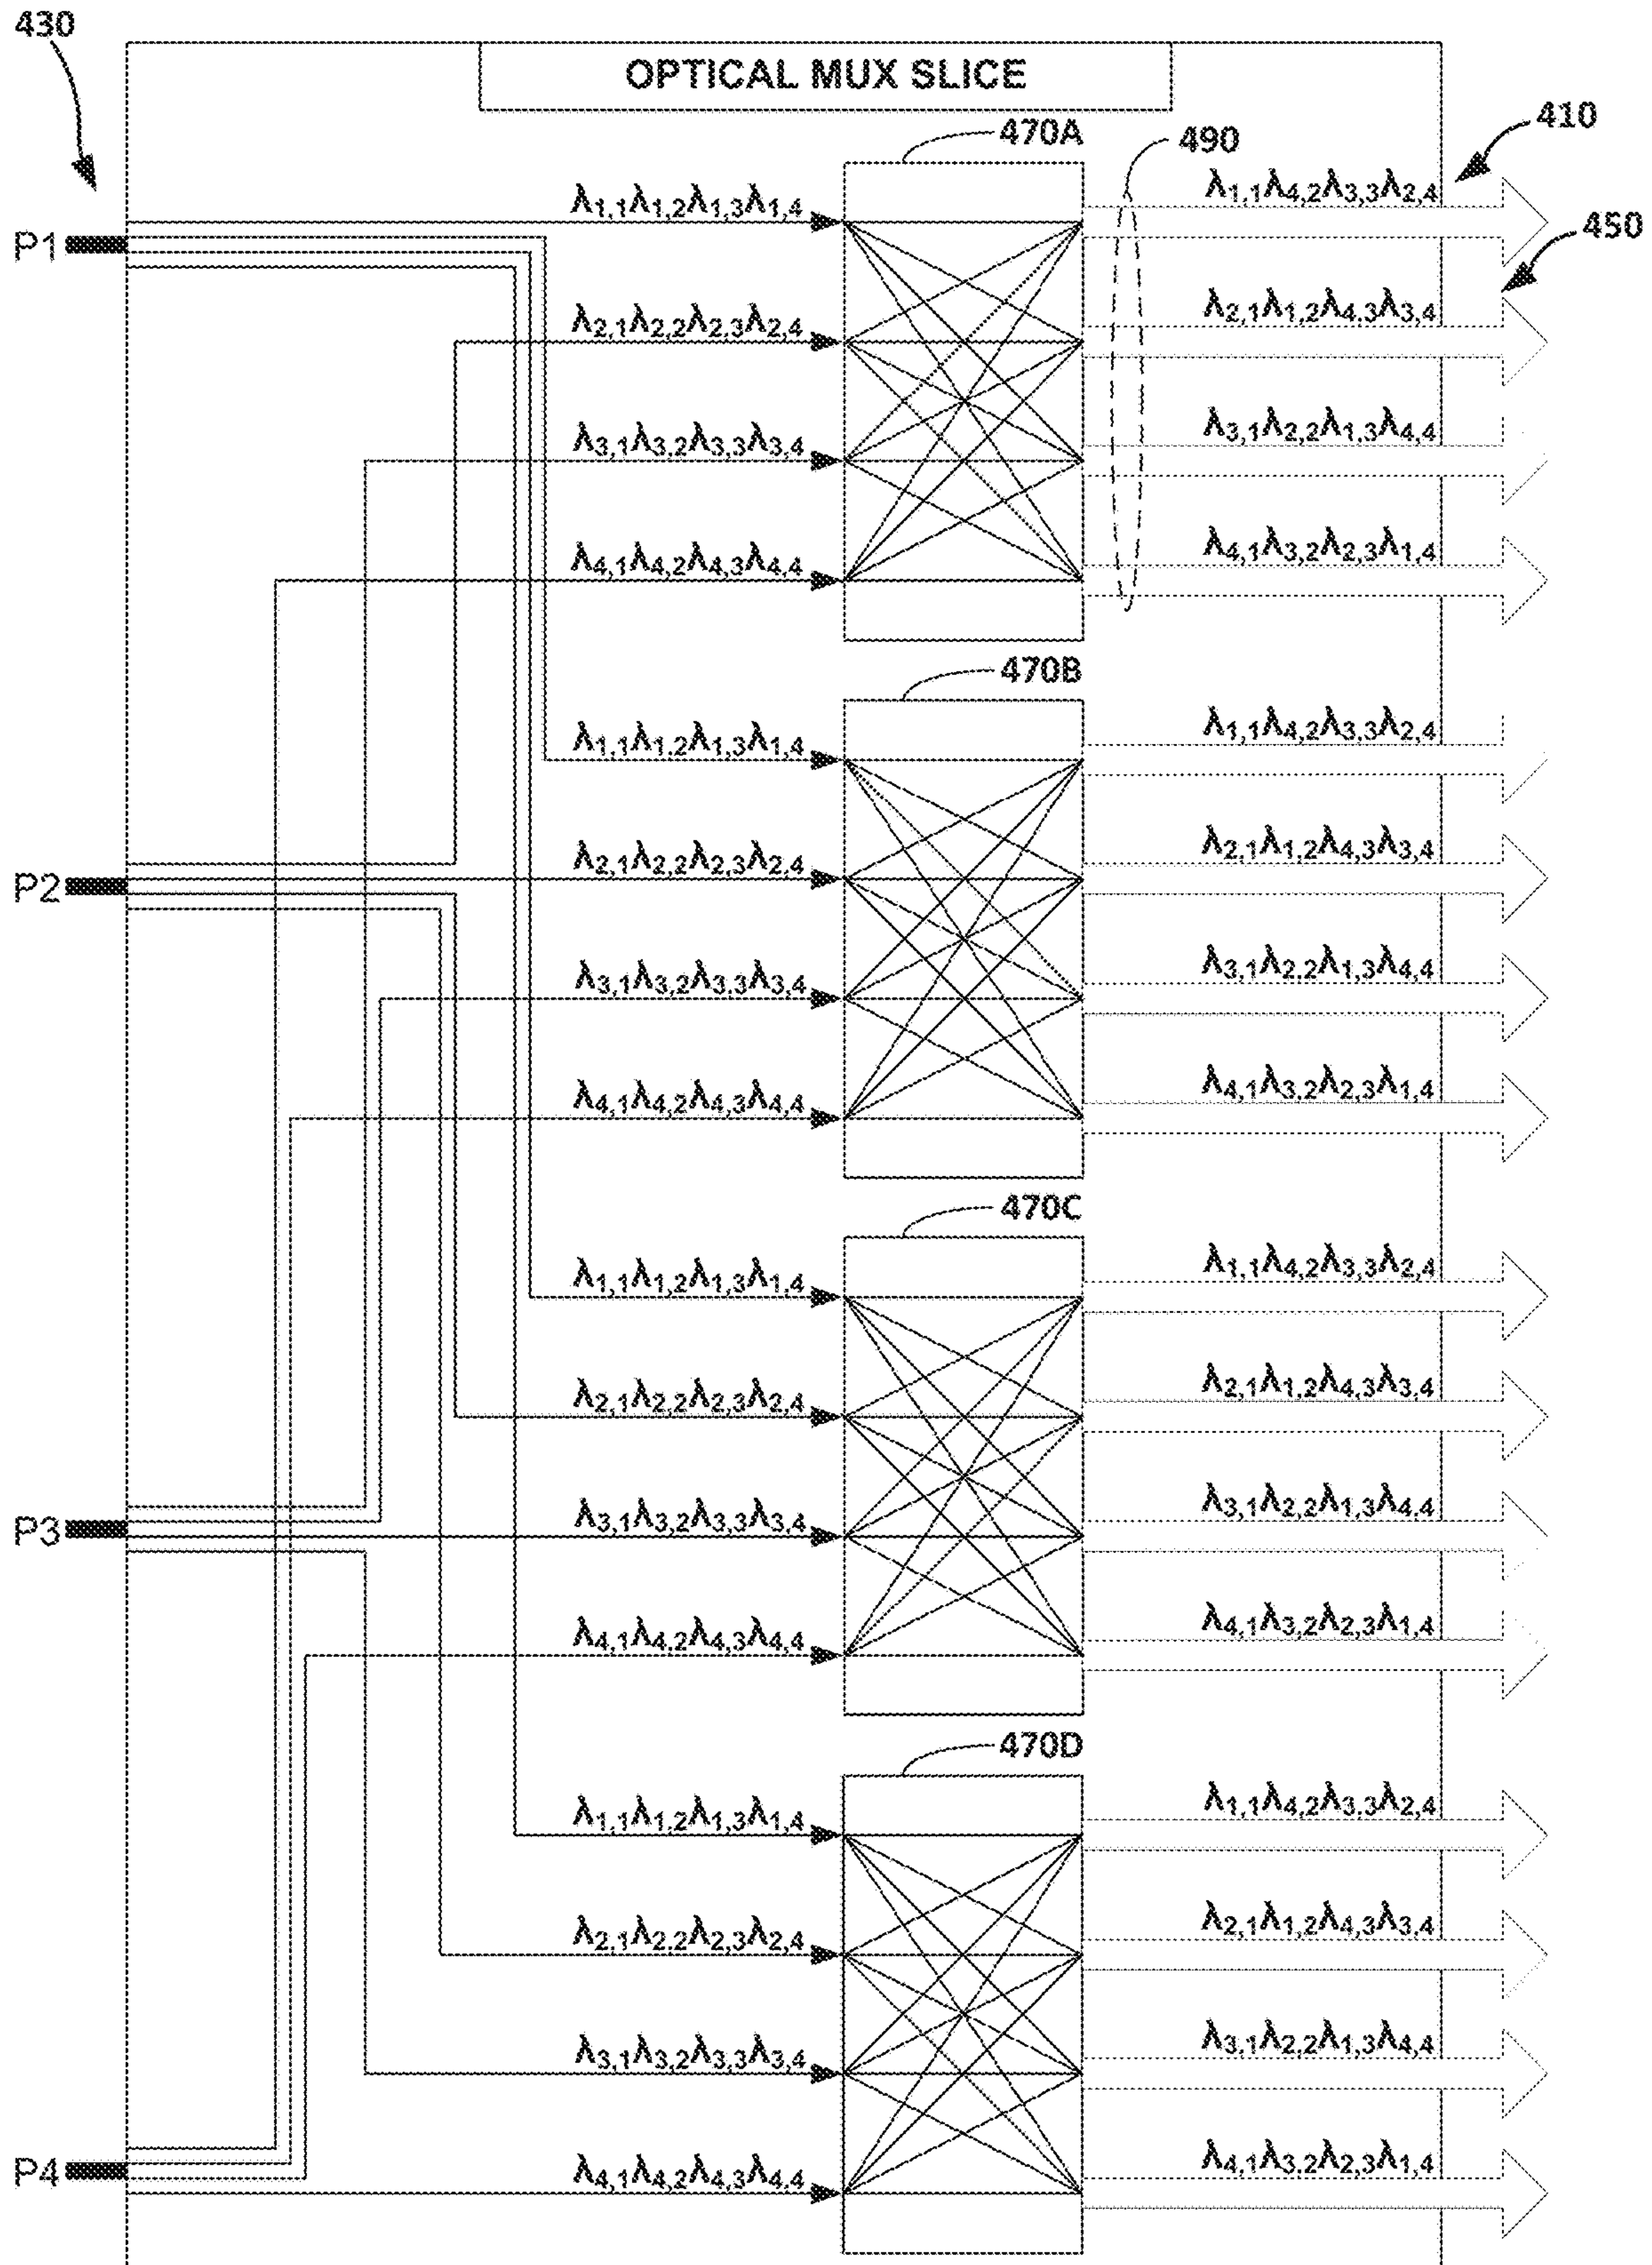 430
OPTICAL MUX SLICE
410
470A
490
λ1,1λ1,2λ1,3λ1,4
λ1,1λ4,2λ3,3λ2,4
P1
450
λ2,1λ2,2λ2,3λ2,4
λ2,1λ1,2λ4,3λ3,4
λ3,1λ3,2λ3,3λ3,4
λ3,1λ2,2λ1,3λ4,4
λ4,1λ4,2λ4,3λ4,4
λ4,1λ3,2λ2,3λ1,4
470B
λ1,1λ1,2λ1,3λ1,4
λ1,1λ4,2λ3,3λ2,4
P2
λ2,1λ2,2λ2,3λ2,4
λ2,1λ1,2λ4,3λ3,4
λ3,1λ3,2λ3,3λ3,4
λ3,1λ2,2λ1,3λ4,4
λ4,1λ4,2λ4,3λ4,4
λ4,1λ3,2λ2,3λ1,4
470C
λ1,1λ1,2λ1,3λ1,4
λ1,1λ4,2λ3,3λ2,4
λ2,1λ2,2λ2,3λ2,4
λ2,1λ1,2λ4,3λ3,4
P3
λ3,1λ3,2λ3,3λ3,4
λ3,1λ2,2λ1,3λ4,4
λ4,1λ4,2λ4,3λ4,4
λ4,1λ3,2λ2,3λ1,4
470D
λ1,1λ1,2λ1,3λ1,4
λ1,1λ4,2λ3,3λ2,4
λ2,1λ2,2λ2,3λ2,4
λ2,1λ1,2λ4,3λ3,4
λ3,1λ3,2λ3,3λ3,4
λ3,1λ2,2λ1,3λ4,4
P4
λ4,1λ4,2λ4,3λ4,4
λ4,1λ3,2λ2,3λ1,4